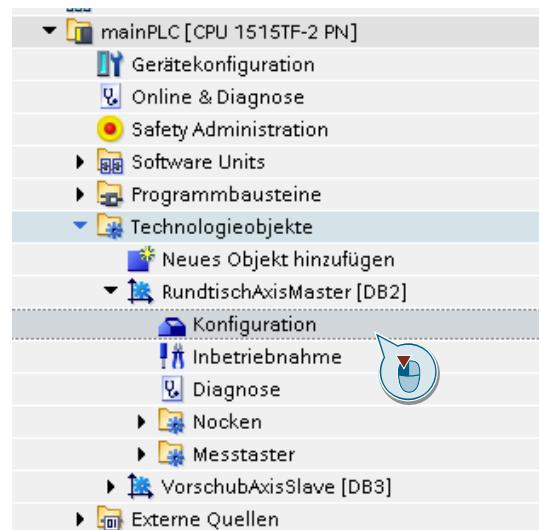 mainPLC [CPU 1515TF-2 PN]
Gerätekonfiguration
Online & Diagnose
Safety Administration
Software Units
Programmbausteine
Technologieobjekte
Neues Objekt hinzufügen
RundtischAxisMaster [DB2]
Konfiguration
Inbetriebnahme
Diagnose
Nocken
Messtaster
VorschubAxisSlave [DB3]
Externe Quellen